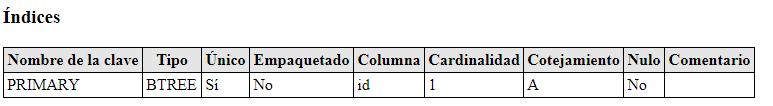 Índices
Nombre de la clave Tipo Único Empaquetado Columna Cardinalidad Cotejamiento Nulo Comentario
PRIMARY BTREE Sí No id 1 A No